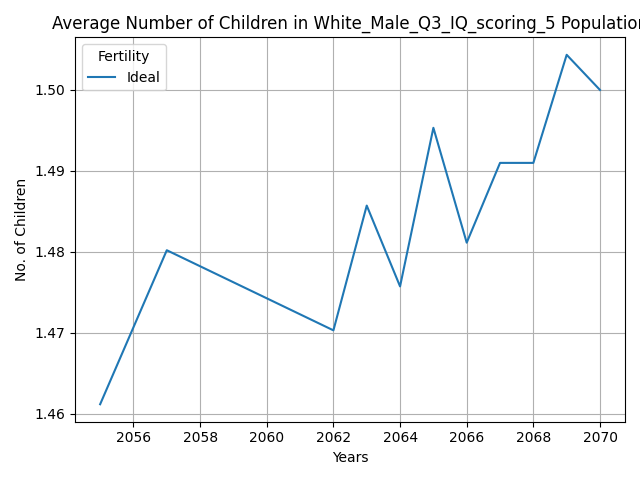 Average Number of Children in White_Male_Q3_IQ_scoring_5 Population
Fertility
Ideal
No. of Children
1.50
1.49
1.48
1.47
1.46
2056 2058 2060 2062 2064 2066 2068 2070
Years